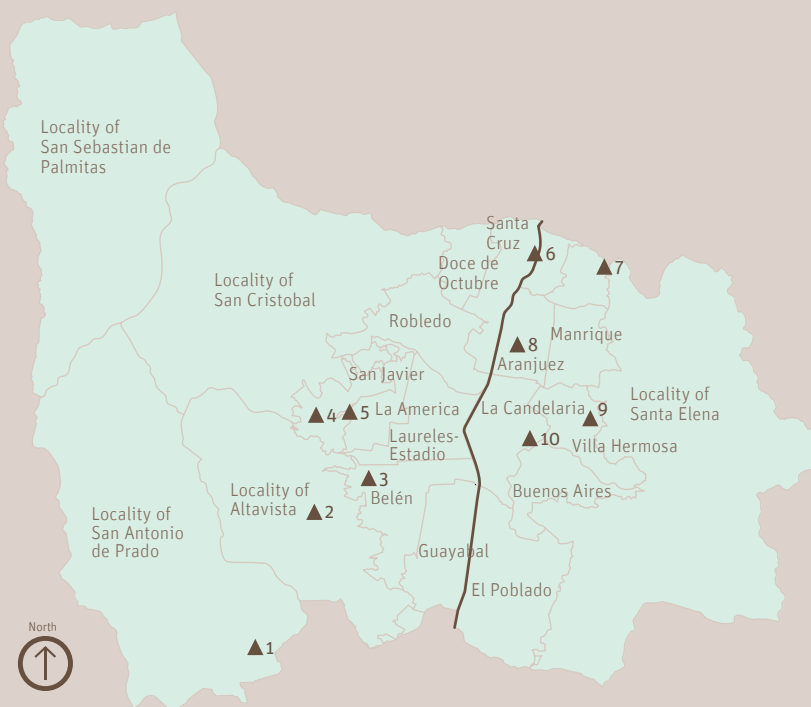 Locality of
San Sebastian de
Palmitas
Santa
Cruz
6
Doce de
Octubre
7
Locality of
San Cristobal
Robledo
Manrique
8
Aranjuez
San Javier
Locality of
Santa Elena
4
5
La America
La Candelaria
9
Laureles-
Estadio
10
Villa Hermosa
3
Belén
Locality of
Altavista
2
Buenos Aires
Locality of
San Antonio
de Prado
Guayabal
El Poblado
North
1